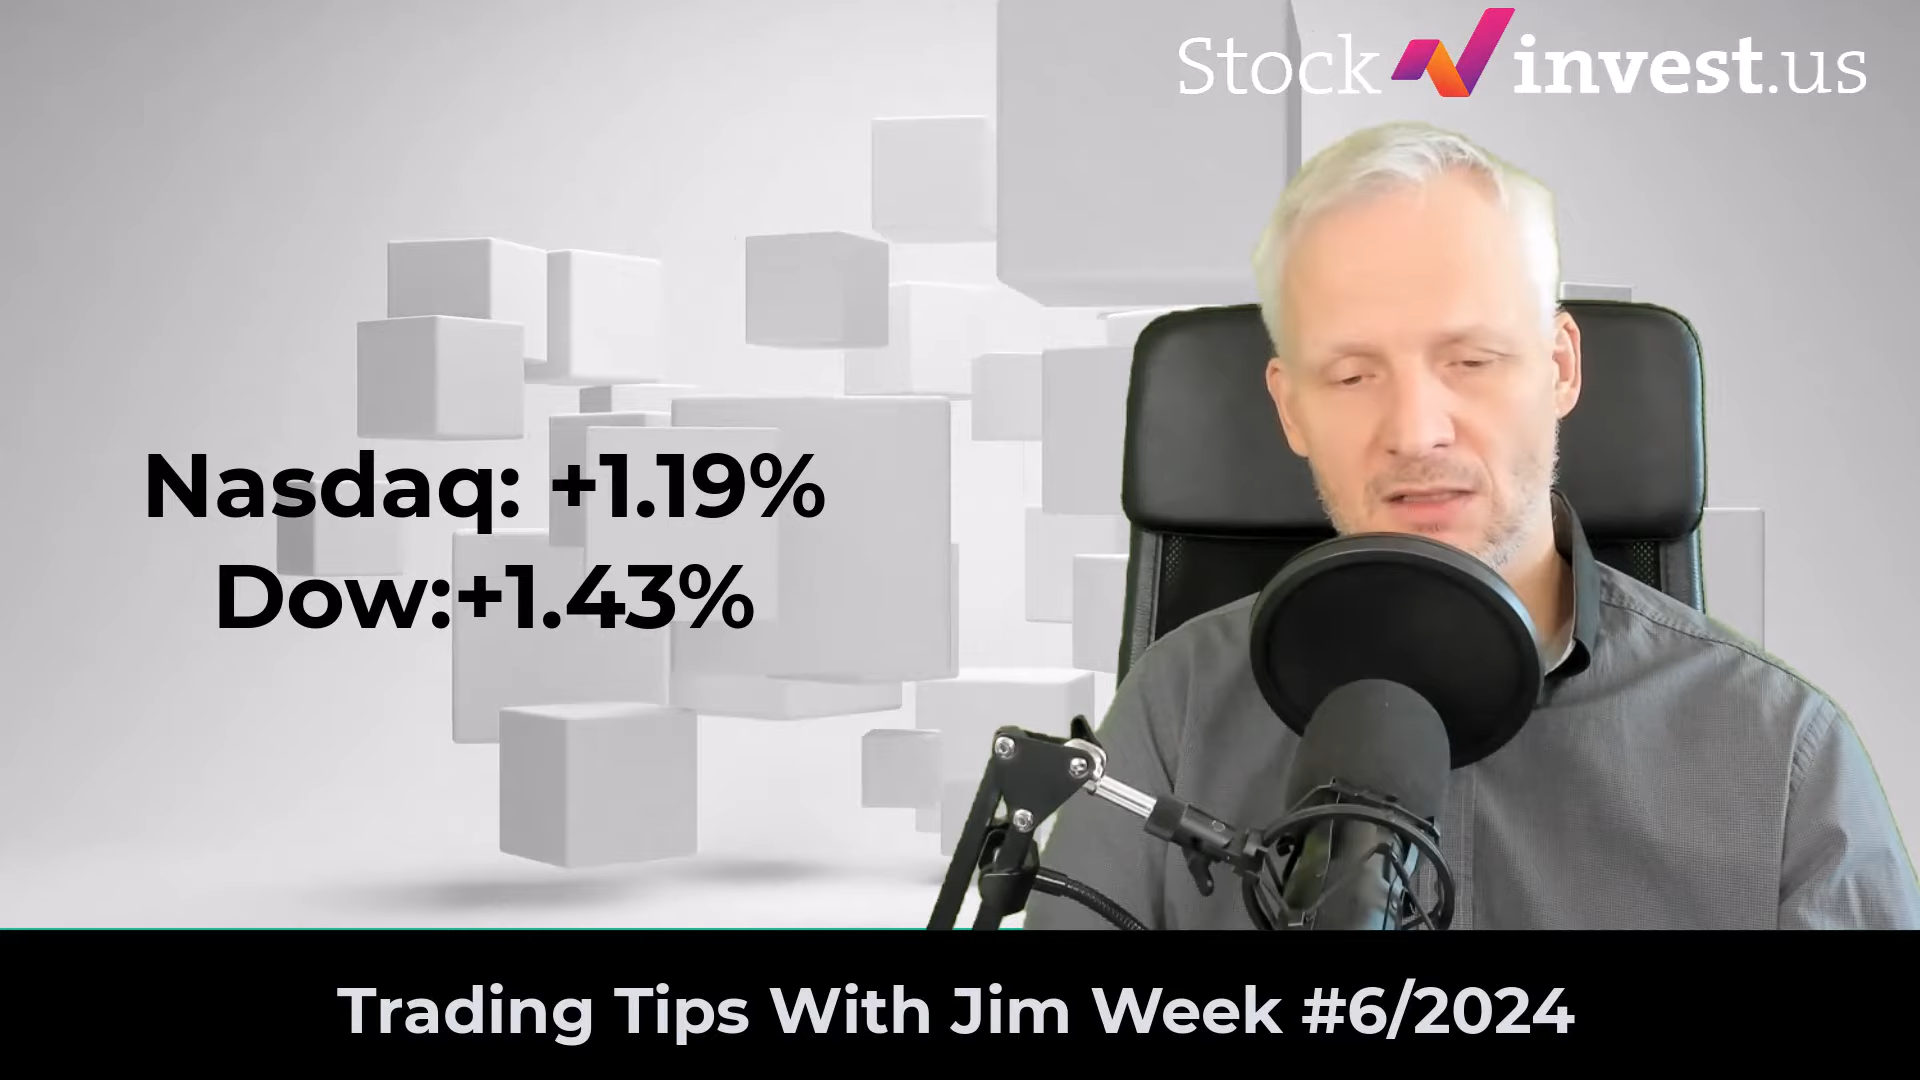 Stock invest.us
Nasdaq: +1.19%
Dow:+1.43%
Trading Tips With Jim Week #6/2024